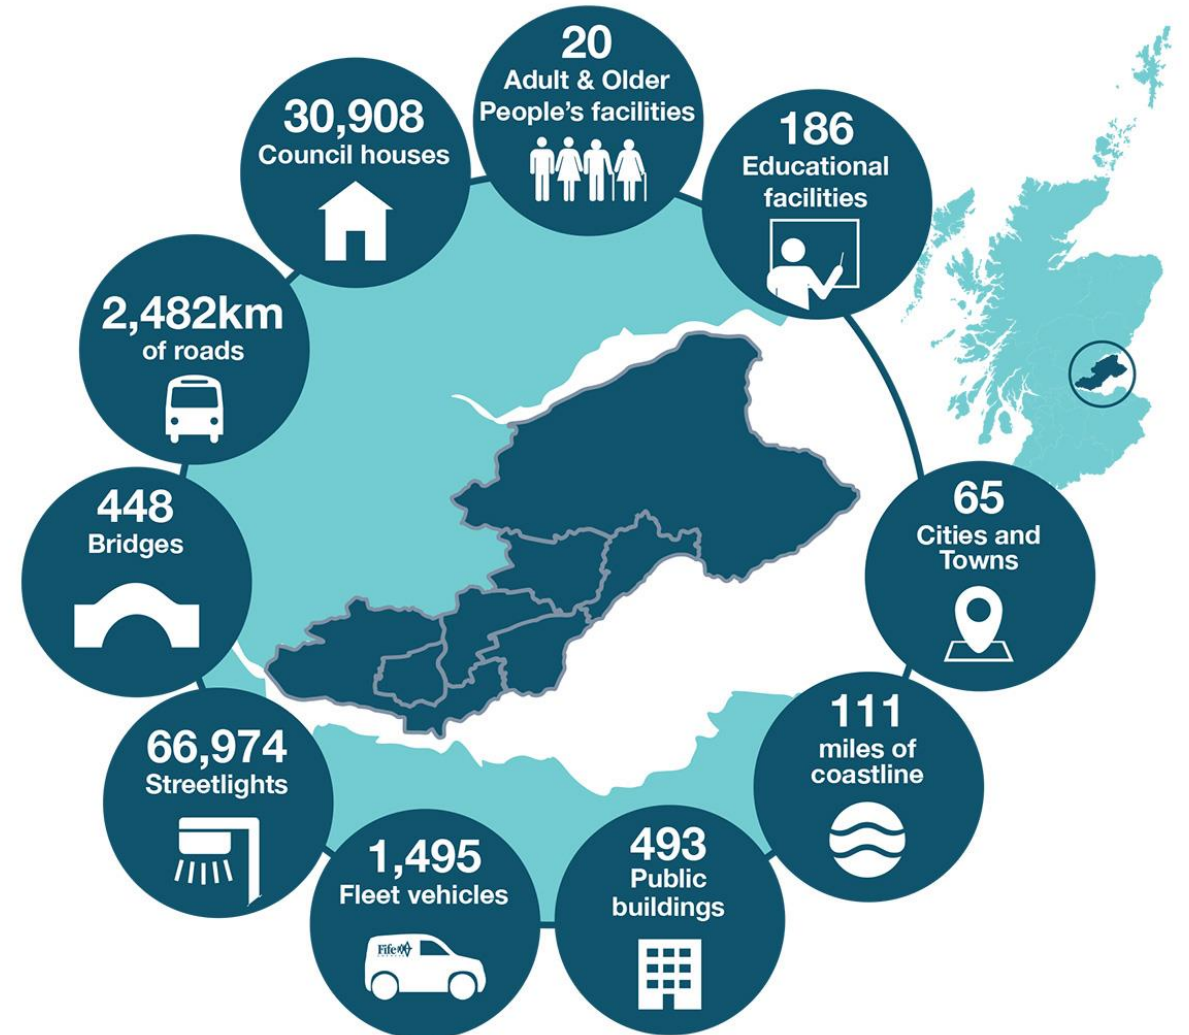 20
Adult & Older
People's facilities
30,908
Council houses
186
Educational
facilities
2,482km
of roads
448
Bridges
65
Cities and
Towns
66,974
Streetlights
111
miles of
coastline
1,495
Fleet vehicles
Fife
493
Public
buildings